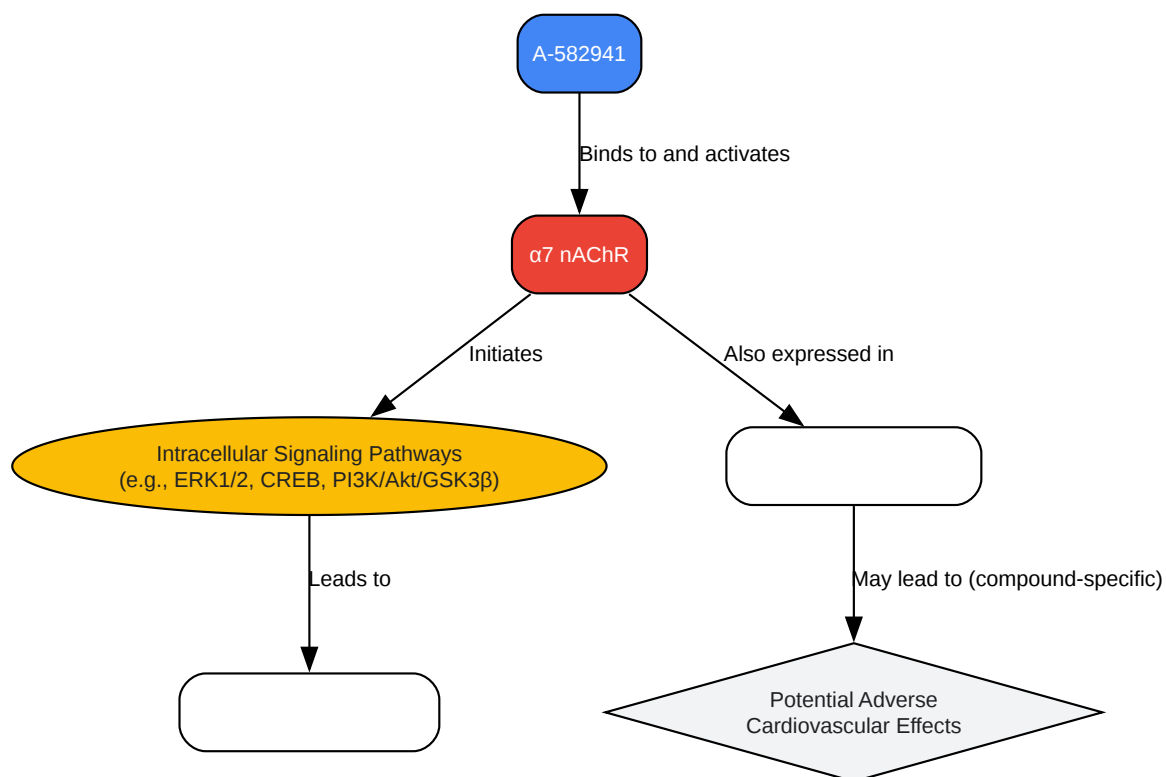 A-582941
Binds to and activates
α7 nAChR
Initiates
Also expressed in
Intracellular Signaling Pathways
(e.g., ERK1/2, CREB, PI3K/Akt/GSK3β)
Leads to
May lead to (compound-specific)
Potential Adverse
Cardiovascular Effects